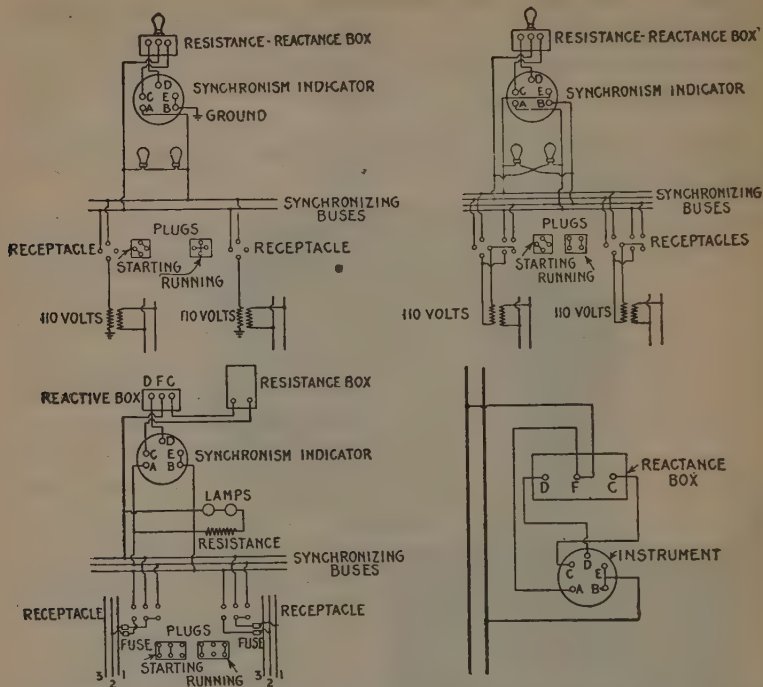 RESISTANCE-REACTANCE BOX
D
SYNCHRONISM INDICATOR
C E
A B
GROUND
SYNCHRONIZING
BUSES
PLUGS
RECEPTACLE
RECEPTACLE
STARTING
RUNNING
110 VOLTS
110 VOLTS
RESISTANCE-REACTANCE BOX
D
SYNCHRONISM INDICATOR
C E
A B
SYNCHRONIZING
BUSES
PLUGS
RECEPTACLES
STARTING
RUNNING
110 VOLTS
110 VOLTS
D F C
REACTIVE BOX
RESISTANCE BOX
D
C E
A B
SYNCHRONISM INDICATOR
LAMPS
RESISTANCE
SYNCHRONIZING
BUSES
RECEPTACLE
RECEPTACLE
FUSE
PLUGS
FUSE
STARTING
RUNNING
3 2 1
3 2 1
D F C
REACTANCE
BOX
INSTRUMENT
D
C E
A B